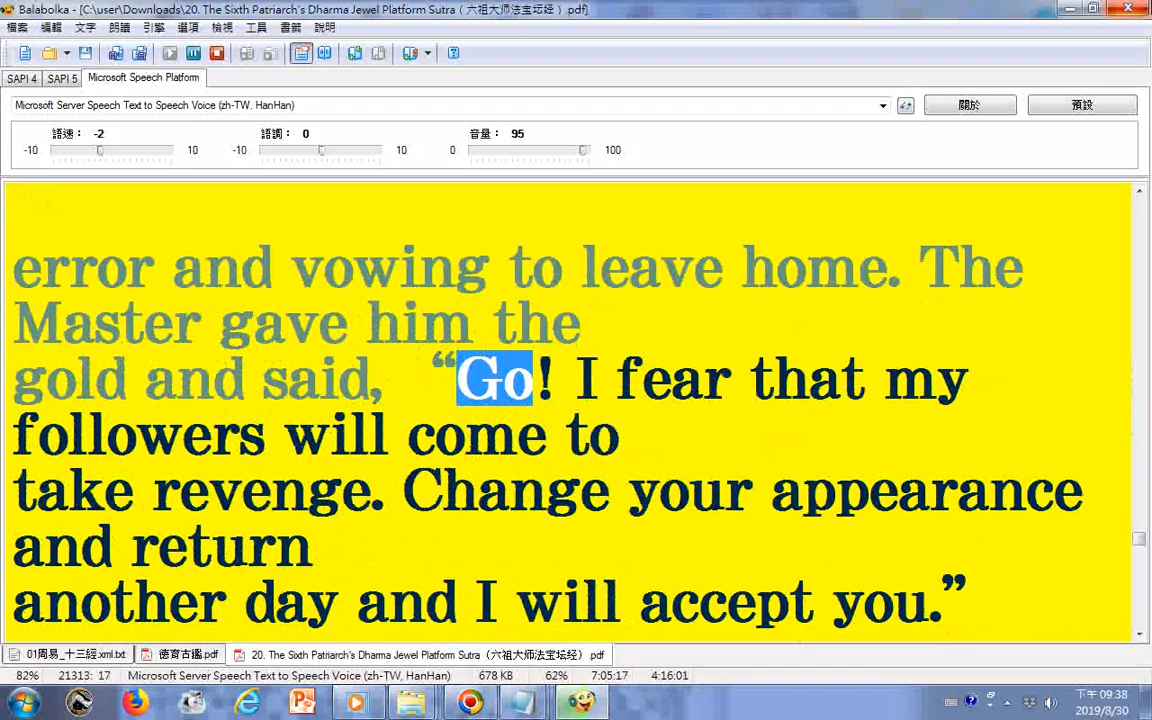 Balabolka - [C:\user\Downloads\20. The Sixth Patriarch's Dharma Jewel Platform Sutra（六祖大师法宝坛经）.pdf]
檔案 編輯 文字 朗讀 引擎 選項 檢視 工具 書籤 說明
SAPI 4 SAPI 5 Microsoft Speech Platform
Microsoft Server Speech Text to Speech Voice (zh-TW, HanHan) 關於 預設
語速： -2 語調： 0 音量： 95
-10 10 -10 10 0 100
error and vowing to leave home. The
Master gave him the
gold and said, “Go! I fear that my
followers will come to
take revenge. Change your appearance
and return
another day and I will accept you.”
01周易_十三經.xml.txt 德育古鑑.pdf 20. The Sixth Patriarch's Dharma Jewel Platform Sutra（六祖大师法宝坛经）.pdf
82% 21313: 17 Microsoft Server Speech Text to Speech Voice (zh-TW, HanHan) 678 KB 62% 7:05:17 4:16:01
下午 09:38
2019/8/30